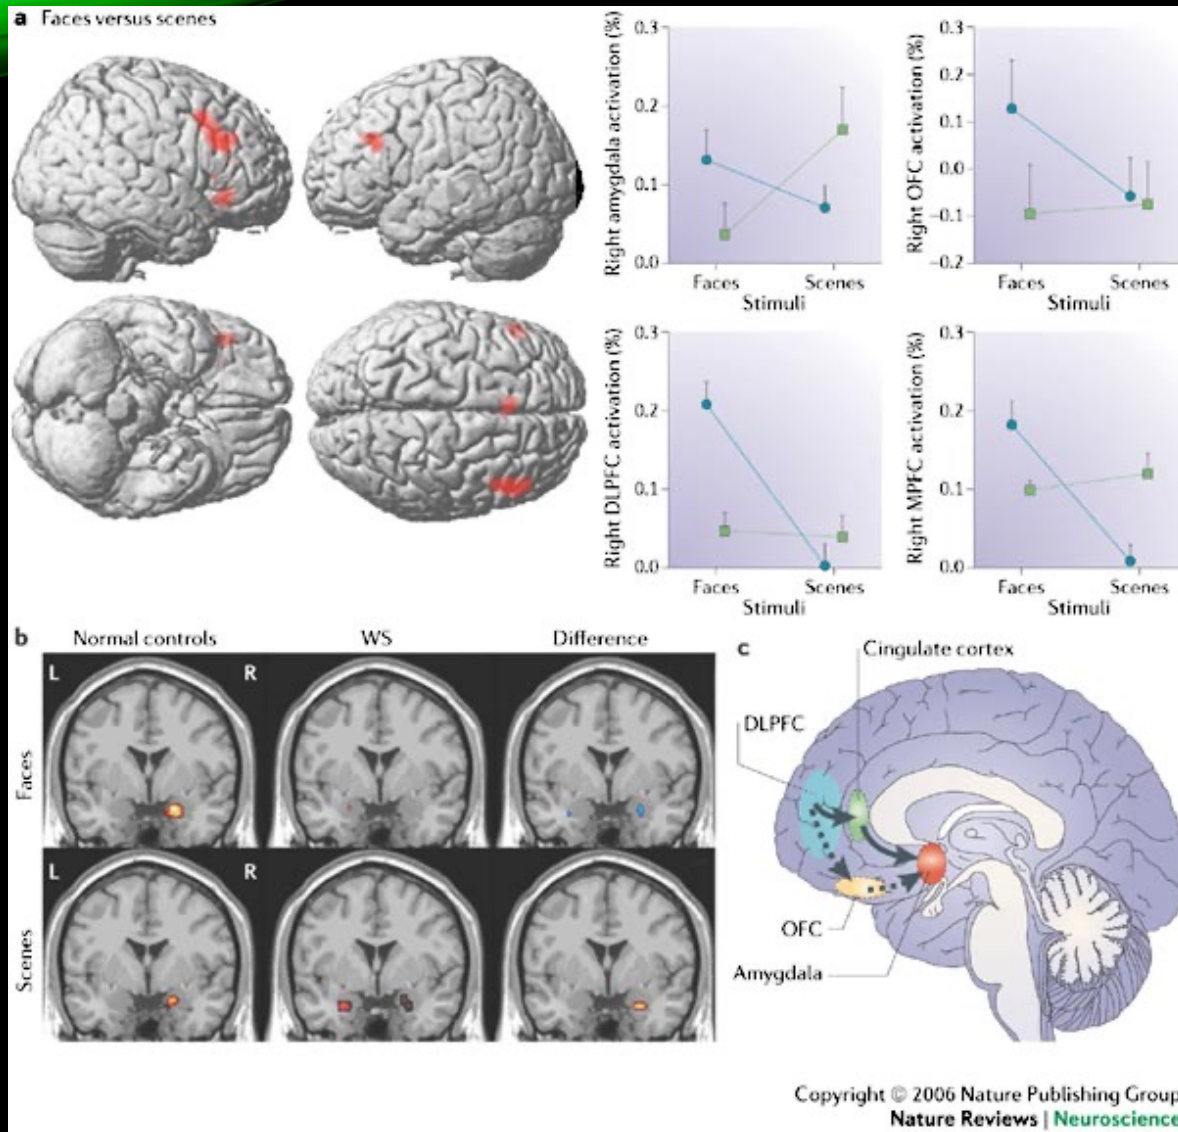 a Faces versus scenes
Right amygdala activation (%)
0.3
0.2
0.1
0.0
Faces Scenes
Stimuli
Right OFC activation (%)
0.3
0.2
0.1
0.0
−0.1
−0.2
Faces Scenes
Stimuli
Right DLPFC activation (%)
0.3
0.2
0.1
0.0
Faces Scenes
Stimuli
Right MPFC activation (%)
0.3
0.2
0.1
0.0
Faces Scenes
Stimuli
b Normal controls WS Difference
L R
Faces
L R
Scenes
c Cingulate cortex
DLPFC
OFC
Amygdala
Copyright © 2006 Nature Publishing Group
Nature Reviews | Neuroscience